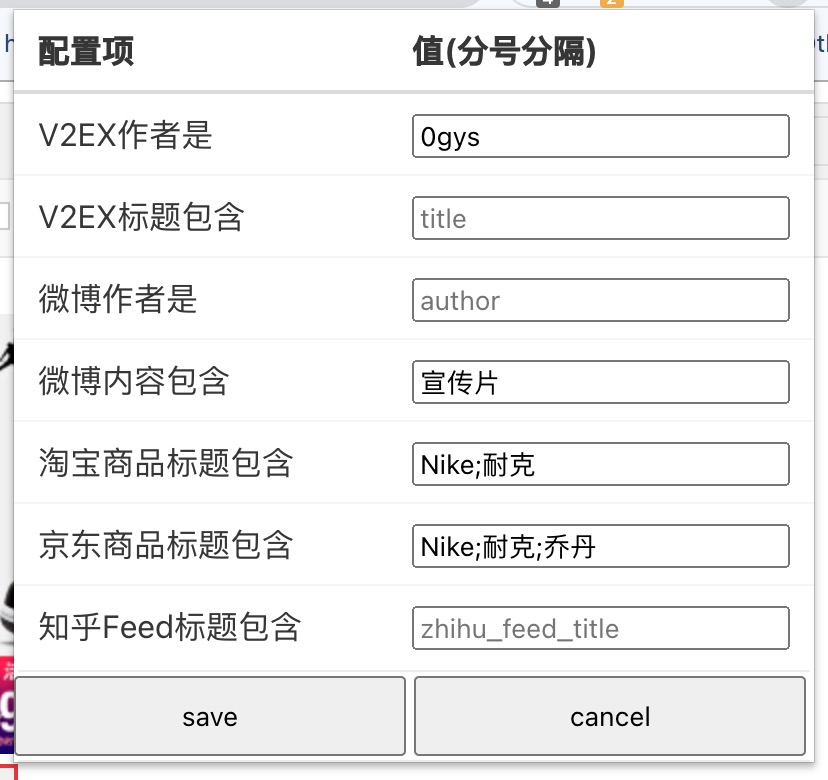 配置项 值(分号分隔)
V2EX作者是 0gys
V2EX标题包含 title
微博作者是 author
微博内容包含 宣传片
淘宝商品标题包含 Nike;耐克
京东商品标题包含 Nike;耐克;乔丹
知乎Feed标题包含 zhihu_feed_title
save cancel